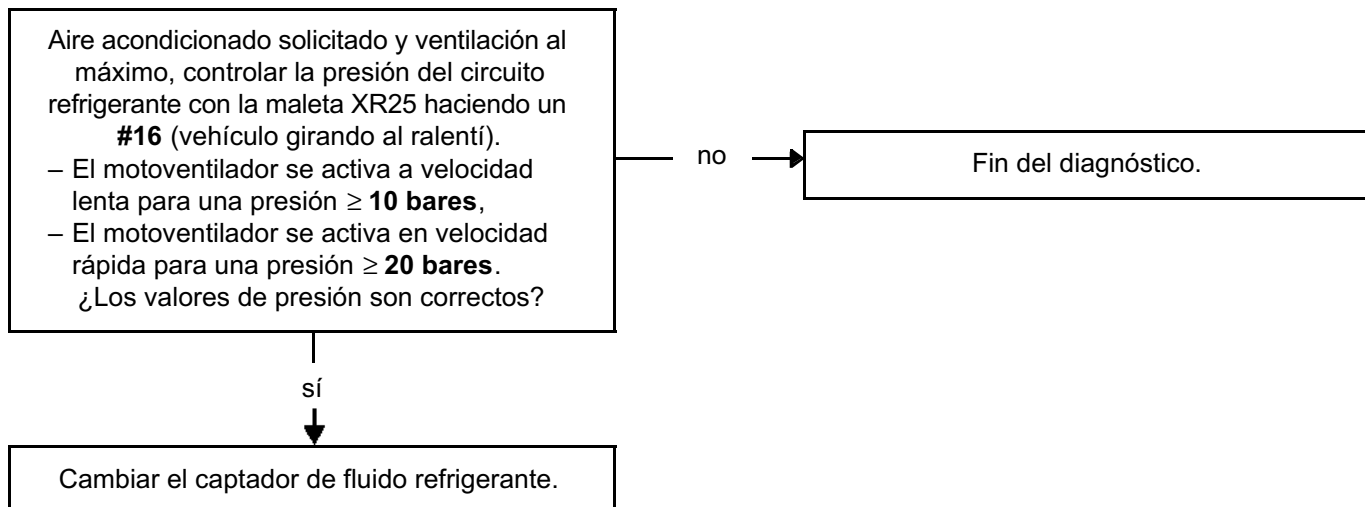 Aire acondicionado solicitado y ventilación al
máximo, controlar la presión del circuito
refrigerante con la maleta XR25 haciendo un
#16 (vehículo girando al ralentí).
– El motoventilador se activa a velocidad
lenta para una presión ≥ 10 bares,
– El motoventilador se activa en velocidad
rápida para una presión ≥ 20 bares.
¿Los valores de presión son correctos?
no
Fin del diagnóstico.
sí
Cambiar el captador de fluido refrigerante.